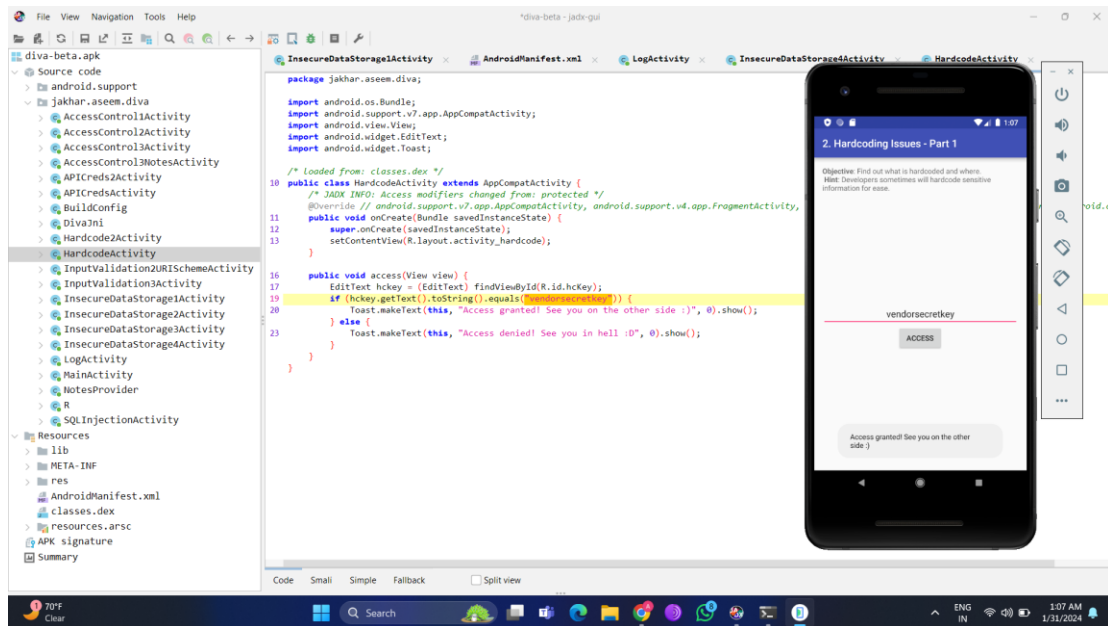 File View Navigation Tools Help
*diva-beta - jadx-gui
diva-beta.apk
Source code
android.support
jakhar.aseem.diva
AccessControl1Activity
AccessControl2Activity
AccessControl3Activity
AccessControl3NotesActivity
APICreds2Activity
APICredsActivity
BuildConfig
DivaJni
Hardcode2Activity
HardcodeActivity
InputValidation2URISchemeActivity
InputValidation3Activity
InsecureDataStorage1Activity
InsecureDataStorage2Activity
InsecureDataStorage3Activity
InsecureDataStorage4Activity
LogActivity
MainActivity
NotesProvider
R
SQLInjectionActivity
Resources
lib
META-INF
res
AndroidManifest.xml
classes.dex
resources.arsc
APK signature
Summary
InsecureDataStorage1Activity × AndroidManifest.xml × LogActivity × InsecureDataStorage4Activity HardcodeActivity
package jakhar.aseem.diva;
import android.os.Bundle;
import android.support.v7.app.AppCompatActivity;
import android.view.View;
import android.widget.EditText;
import android.widget.Toast;
/* loaded from: classes.dex */
10 public class HardcodeActivity extends AppCompatActivity {
/* JADX INFO: Access modifiers changed from: protected */
@Override // android.support.v7.app.AppCompatActivity, android.support.v4.app.FragmentActivity,
11 public void onCreate(Bundle savedInstanceState) {
12 super.onCreate(savedInstanceState);
13 setContentView(R.layout.activity_hardcode);
}
16 public void access(View view) {
17 EditText hckey = (EditText) findViewById(R.id.hcKey);
19 if (hckey.getText().toString().equals("vendorsecretkey")) {
20 Toast.makeText(this, "Access granted! See you on the other side :)", 0).show();
} else {
23 Toast.makeText(this, "Access denied! See you in hell :D", 0).show();
}
}
}
Code Smali Simple Fallback Split view
1:07
2. Hardcoding Issues - Part 1
Objective: Find out what is hardcoded and where.
Hint: Developers sometimes will hardcode sensitive
information for ease.
vendorsecretkey
ACCESS
Access granted! See you on the other
side :)
1
70°F
Clear
Search
ENG
IN
1:07 AM
1/31/2024